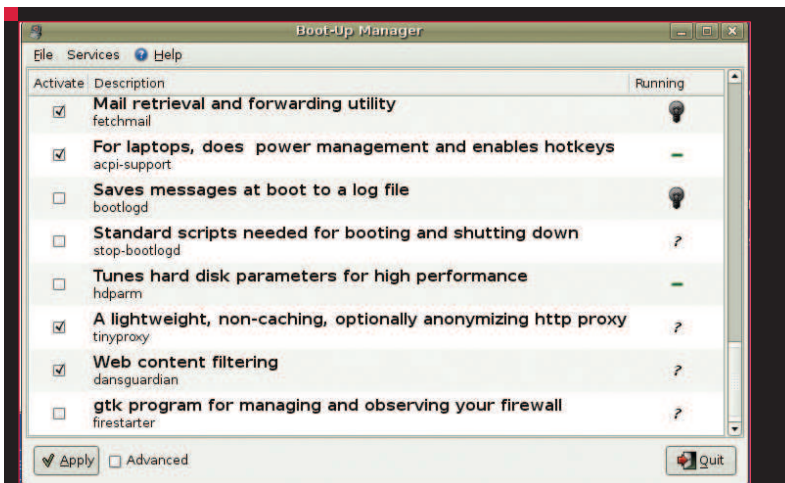 Boot-Up Manager
File Services Help
Activate Description Running
Mail retrieval and forwarding utility
fetchmail
For laptops, does power management and enables hotkeys
acpi-support
-
Saves messages at boot to a log file
bootlogd
Standard scripts needed for booting and shutting down
stop-bootlogd
?
Tunes hard disk parameters for high performance
hdparm
-
A lightweight, non-caching, optionally anonymizing http proxy
tinyproxy
?
Web content filtering
dansguardian
?
gtk program for managing and observing your firewall
firestarter
?
Apply Advanced Quit